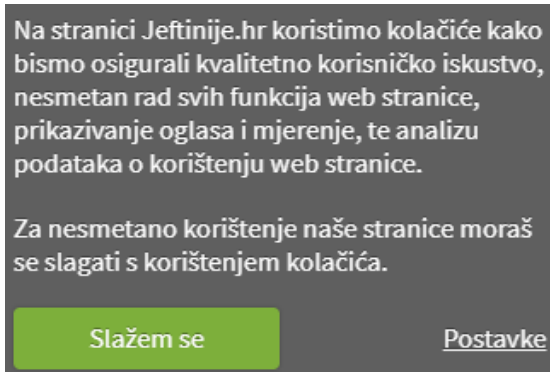 Na stranici Jeftinije.hr koristimo kolačiće kako
bismo osigurali kvalitetno korisničko iskustvo,
nesmetan rad svih funkcija web stranice,
prikazivanje oglasa i mjerenje, te analizu
podataka o korištenju web stranice.
Za nesmetano korištenje naše stranice moraš
se slagati s korištenjem kolačića.
Slažem se
Postavke